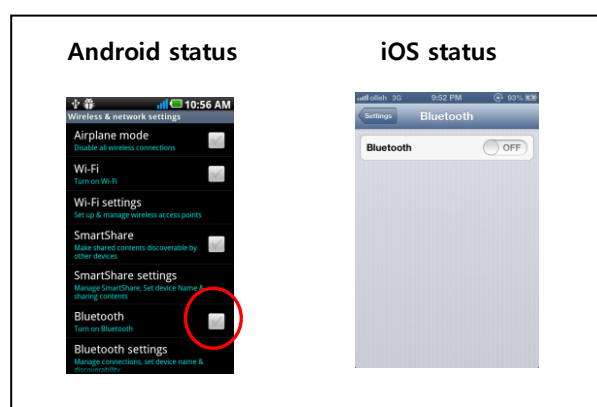 Android status
iOS status
10:56 AM
Wireless & network settings
Airplane mode
Disable all wireless connections
Wi-Fi
Turn on Wi-Fi
Wi-Fi settings
Set up & manage wireless access points
SmartShare
Make shared contents discoverable by
other devices
SmartShare settings
Manage SmartShare, Set device Name &
sharing contents
Bluetooth
Turn on Bluetooth
Bluetooth settings
Manage connections, set device name &
discoverability
olleh 3G 9:52 PM 93%
Settings Bluetooth
Bluetooth OFF